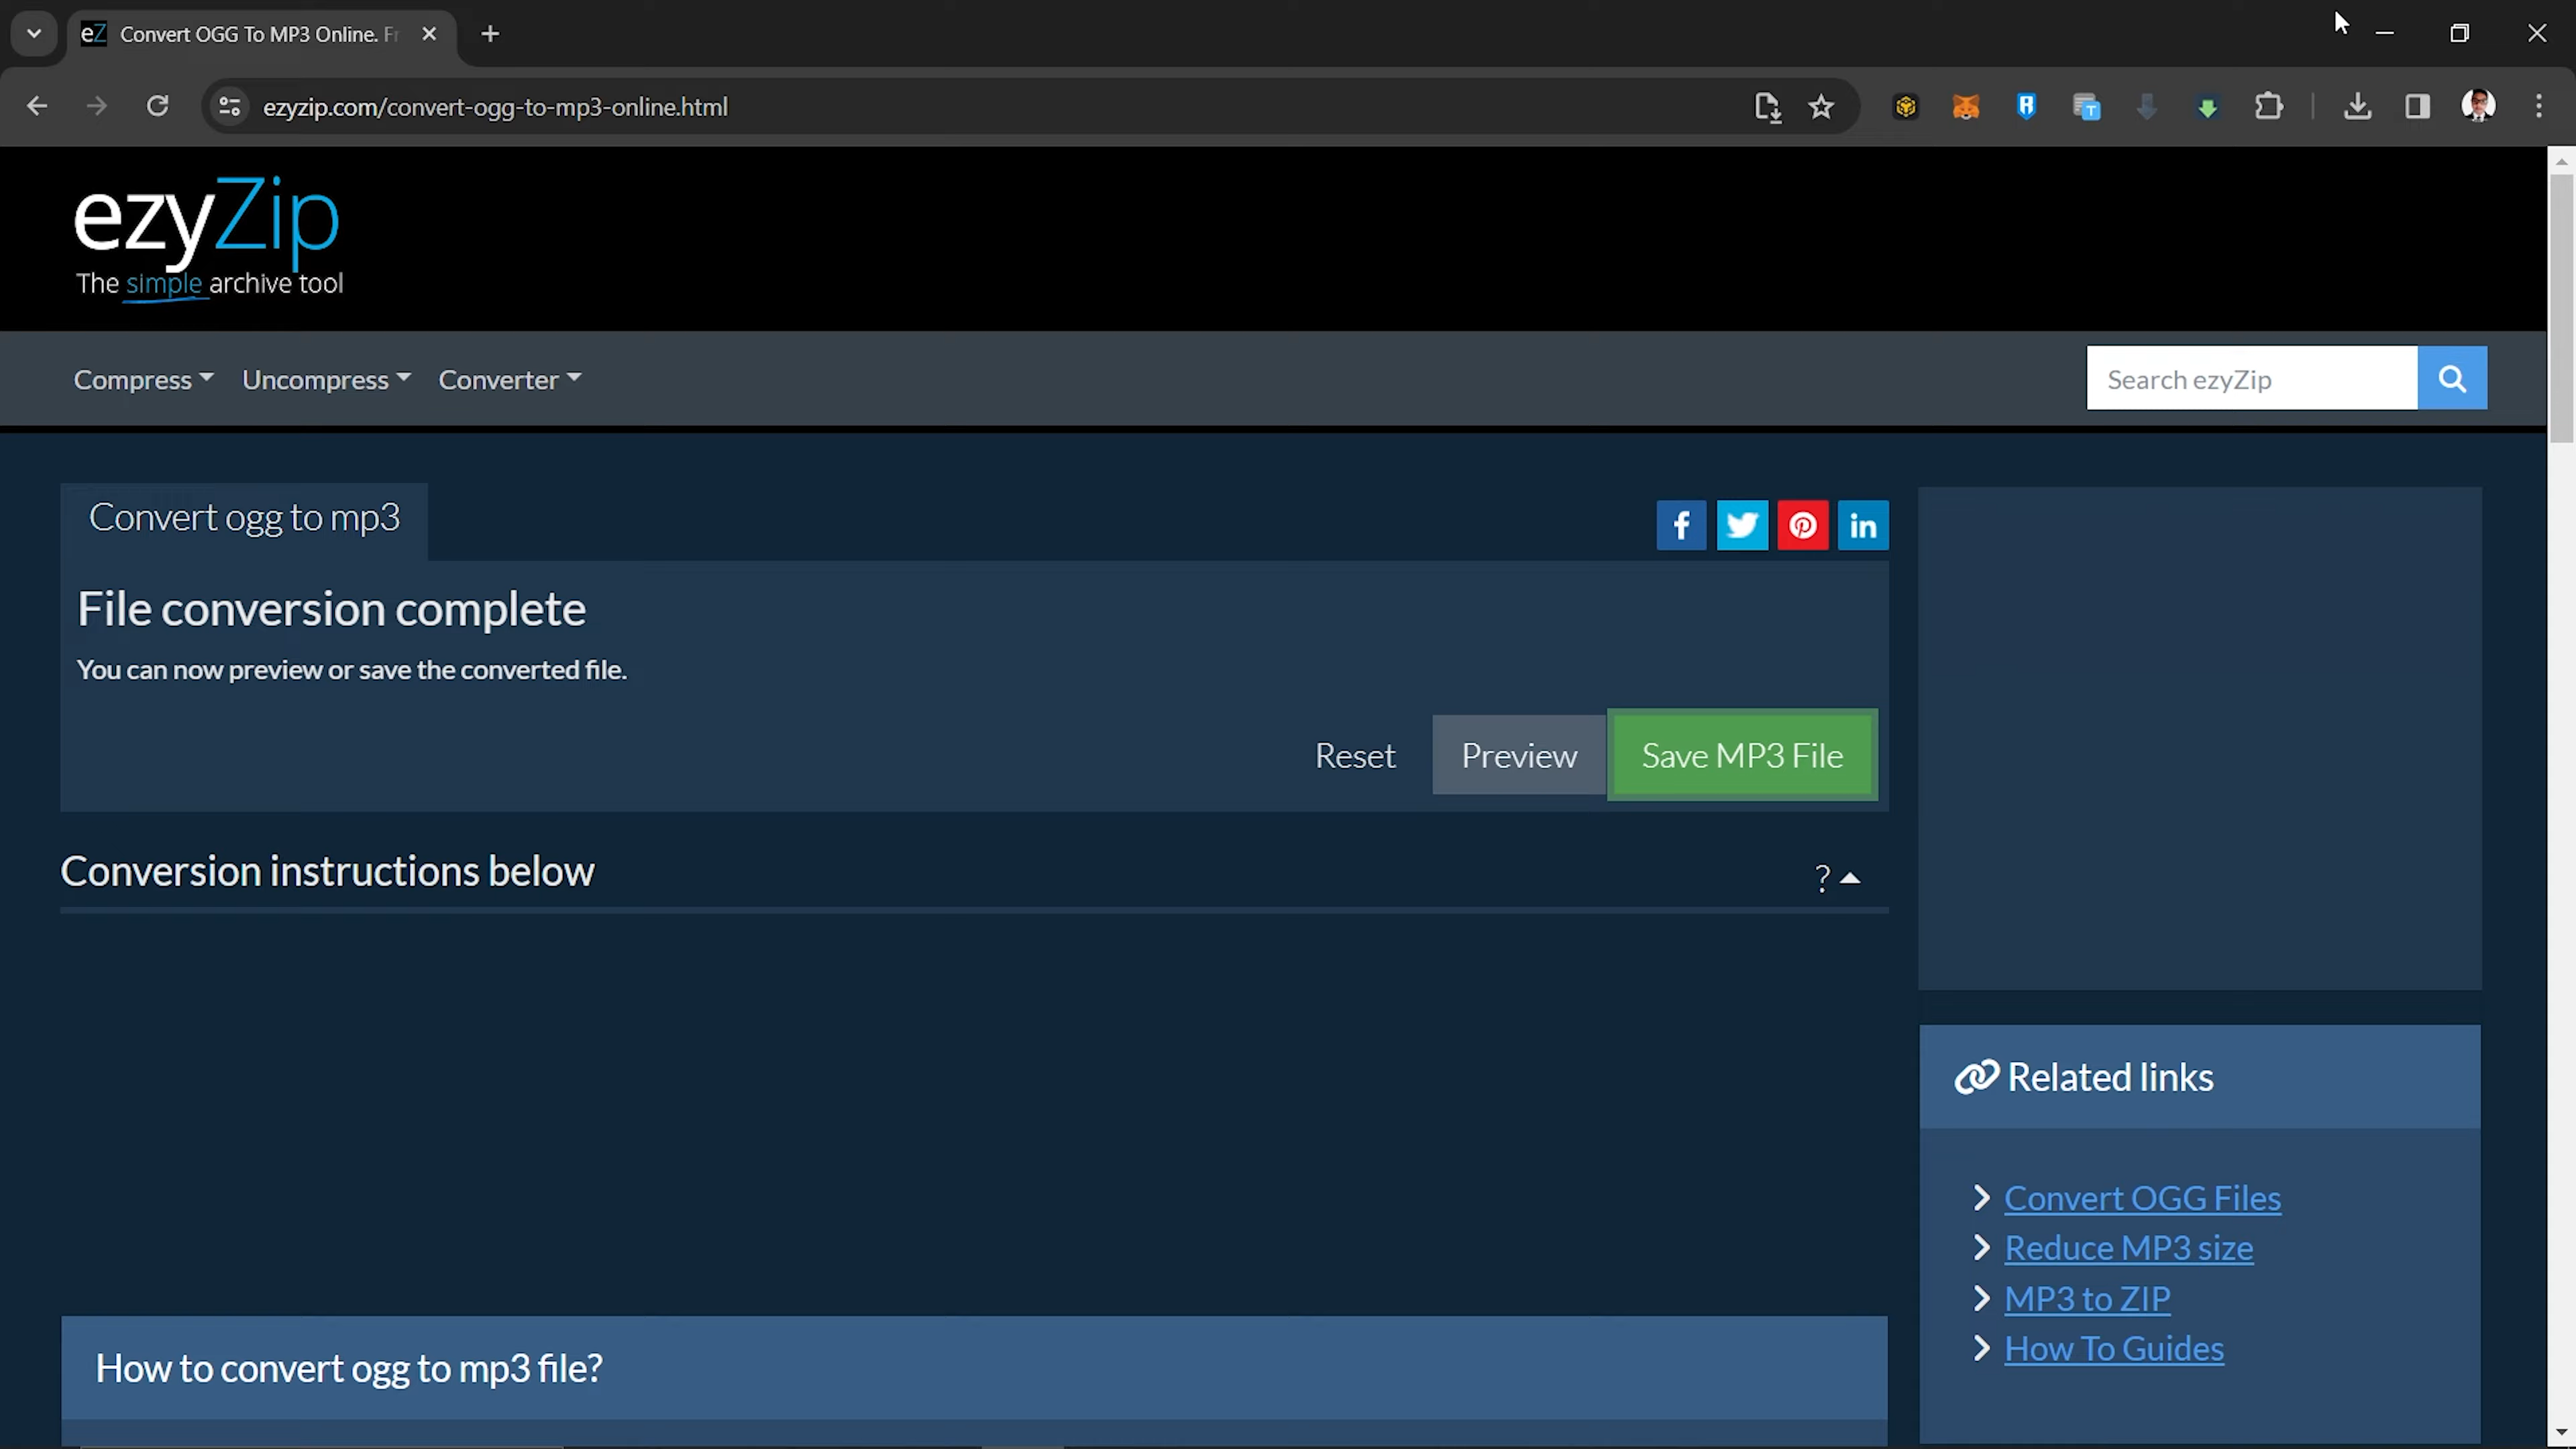 eZ Convert OGG To MP3 Online. Fr
ezyzip.com/convert-ogg-to-mp3-online.html
ezyZip
The simple archive tool
Compress Uncompress Converter
Search ezyZip
Convert ogg to mp3
File conversion complete
You can now preview or save the converted file.
Reset Preview Save MP3 File
Conversion instructions below
?
Related links
Convert OGG Files
Reduce MP3 size
MP3 to ZIP
How To Guides
How to convert ogg to mp3 file?